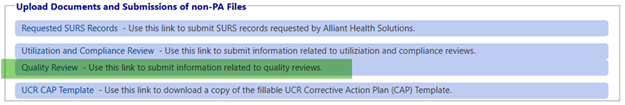 Upload Documents and Submissions of non-PA Files
Requested SURS Records - Use this link to submit SURS records requested by Alliant Health Solutions.
Utilization and Compliance Review - Use this link to submit information related to utiliziation and compliance reviews.
Quality Review - Use this link to submit information related to quality reviews.
UCR CAP Template - Use this link to download a copy of the fillable UCR Corrective Action Plan (CAP) Template.